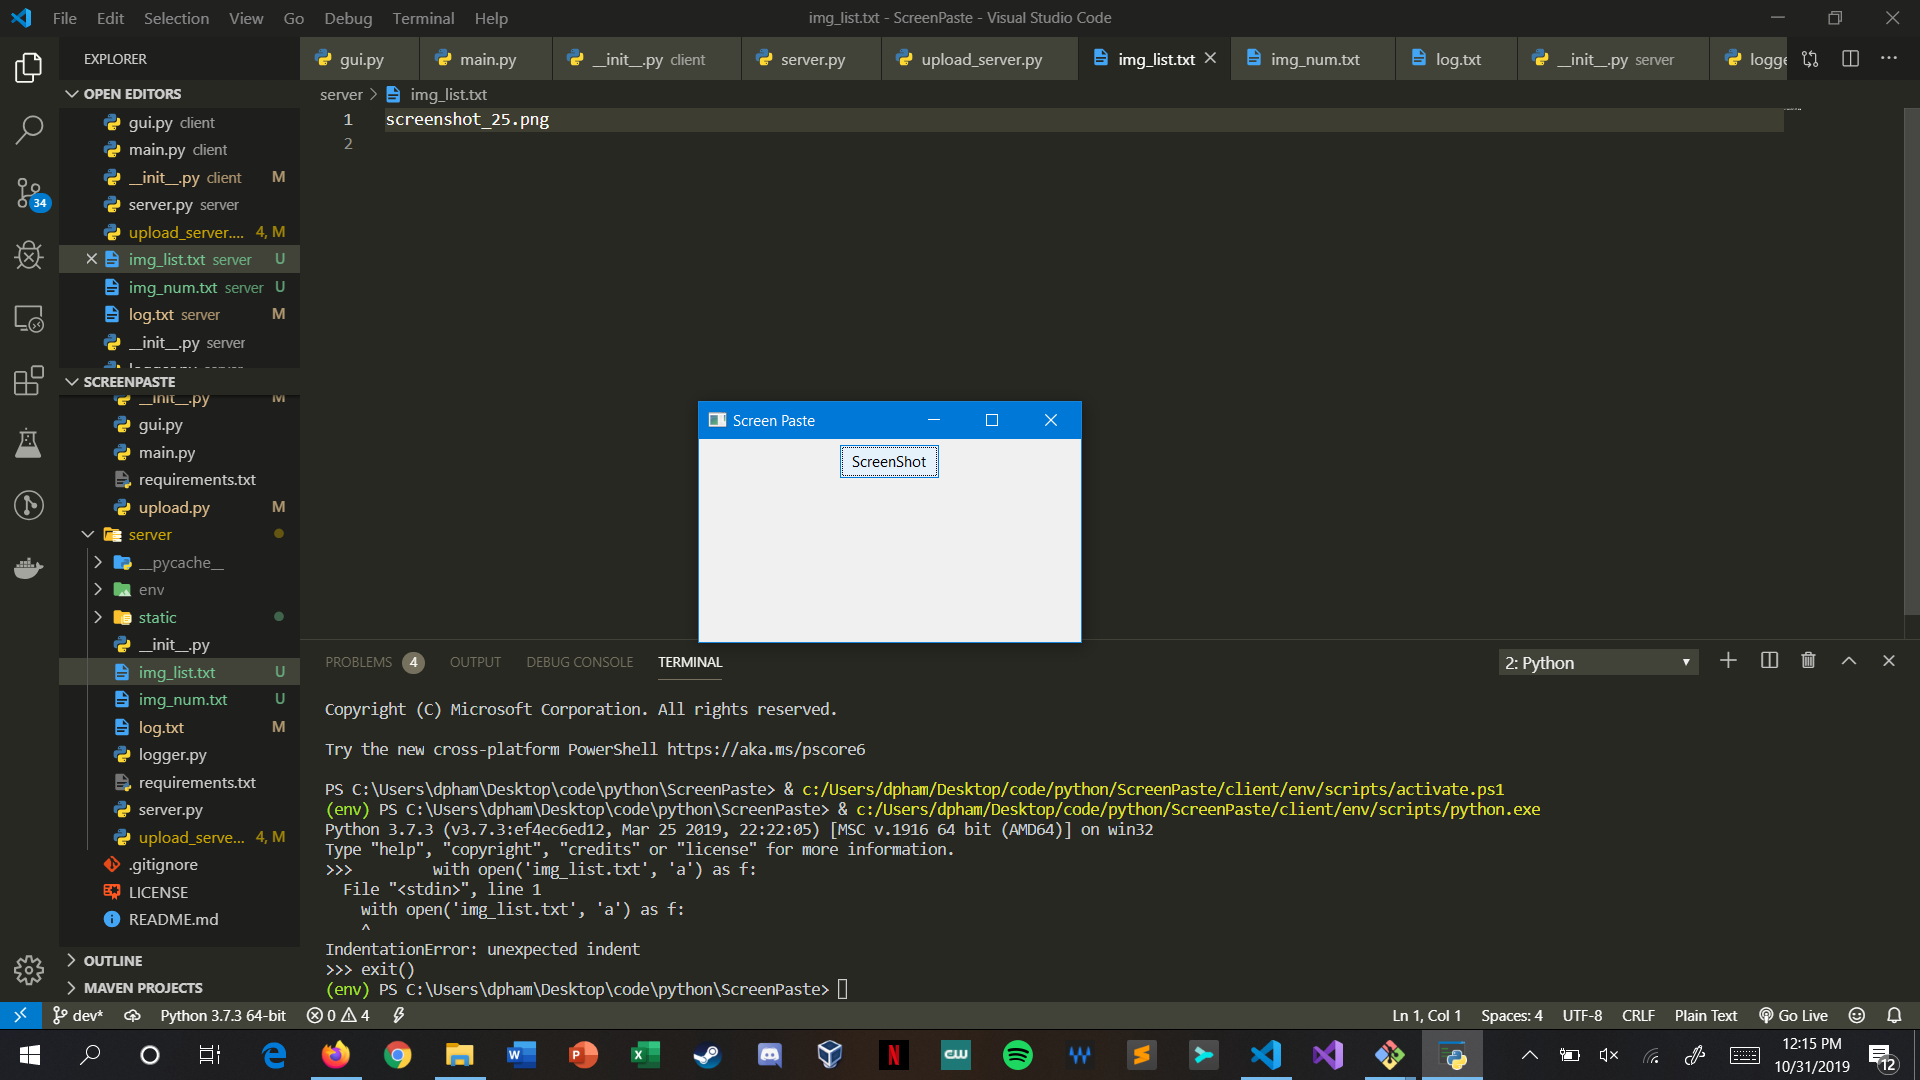 File Edit Selection View Go Debug Terminal Help
img_list.txt - ScreenPaste - Visual Studio Code
EXPLORER
gui.py
main.py
__init__.py client
server.py
upload_server.py
img_list.txt
img_num.txt
log.txt
__init__.py server
logge
OPEN EDITORS
gui.py client
main.py client
__init__.py client M
server.py server
upload_server.... 4, M
img_list.txt server U
img_num.txt server U
log.txt server M
__init__.py server
34
SCREENPASTE
__init__.py M
gui.py
main.py
requirements.txt
upload.py M
server
__pycache__
env
static
__init__.py
img_list.txt U
img_num.txt U
log.txt M
logger.py
requirements.txt
server.py
upload_serve... 4, M
.gitignore
LICENSE
README.md
OUTLINE
MAVEN PROJECTS
server > img_list.txt
1 screenshot_25.png
2
Screen Paste
ScreenShot
PROBLEMS 4 OUTPUT DEBUG CONSOLE TERMINAL
2: Python
Copyright (C) Microsoft Corporation. All rights reserved.
Try the new cross-platform PowerShell https://aka.ms/pscore6
PS C:\Users\dpham\Desktop\code\python\ScreenPaste> & c:/Users/dpham/Desktop/code/python/ScreenPaste/client/env/scripts/activate.ps1
(env) PS C:\Users\dpham\Desktop\code\python\ScreenPaste> & c:/Users/dpham/Desktop/code/python/ScreenPaste/client/env/scripts/python.exe
Python 3.7.3 (v3.7.3:ef4ec6ed12, Mar 25 2019, 22:22:05) [MSC v.1916 64 bit (AMD64)] on win32
Type "help", "copyright", "credits" or "license" for more information.
>>>         with open('img_list.txt', 'a') as f:
  File "<stdin>", line 1
    with open('img_list.txt', 'a') as f:
    ^
IndentationError: unexpected indent
>>> exit()
(env) PS C:\Users\dpham\Desktop\code\python\ScreenPaste>
dev* Python 3.7.3 64-bit 0 4
Ln 1, Col 1 Spaces: 4 UTF-8 CRLF Plain Text Go Live
12:15 PM
10/31/2019
12